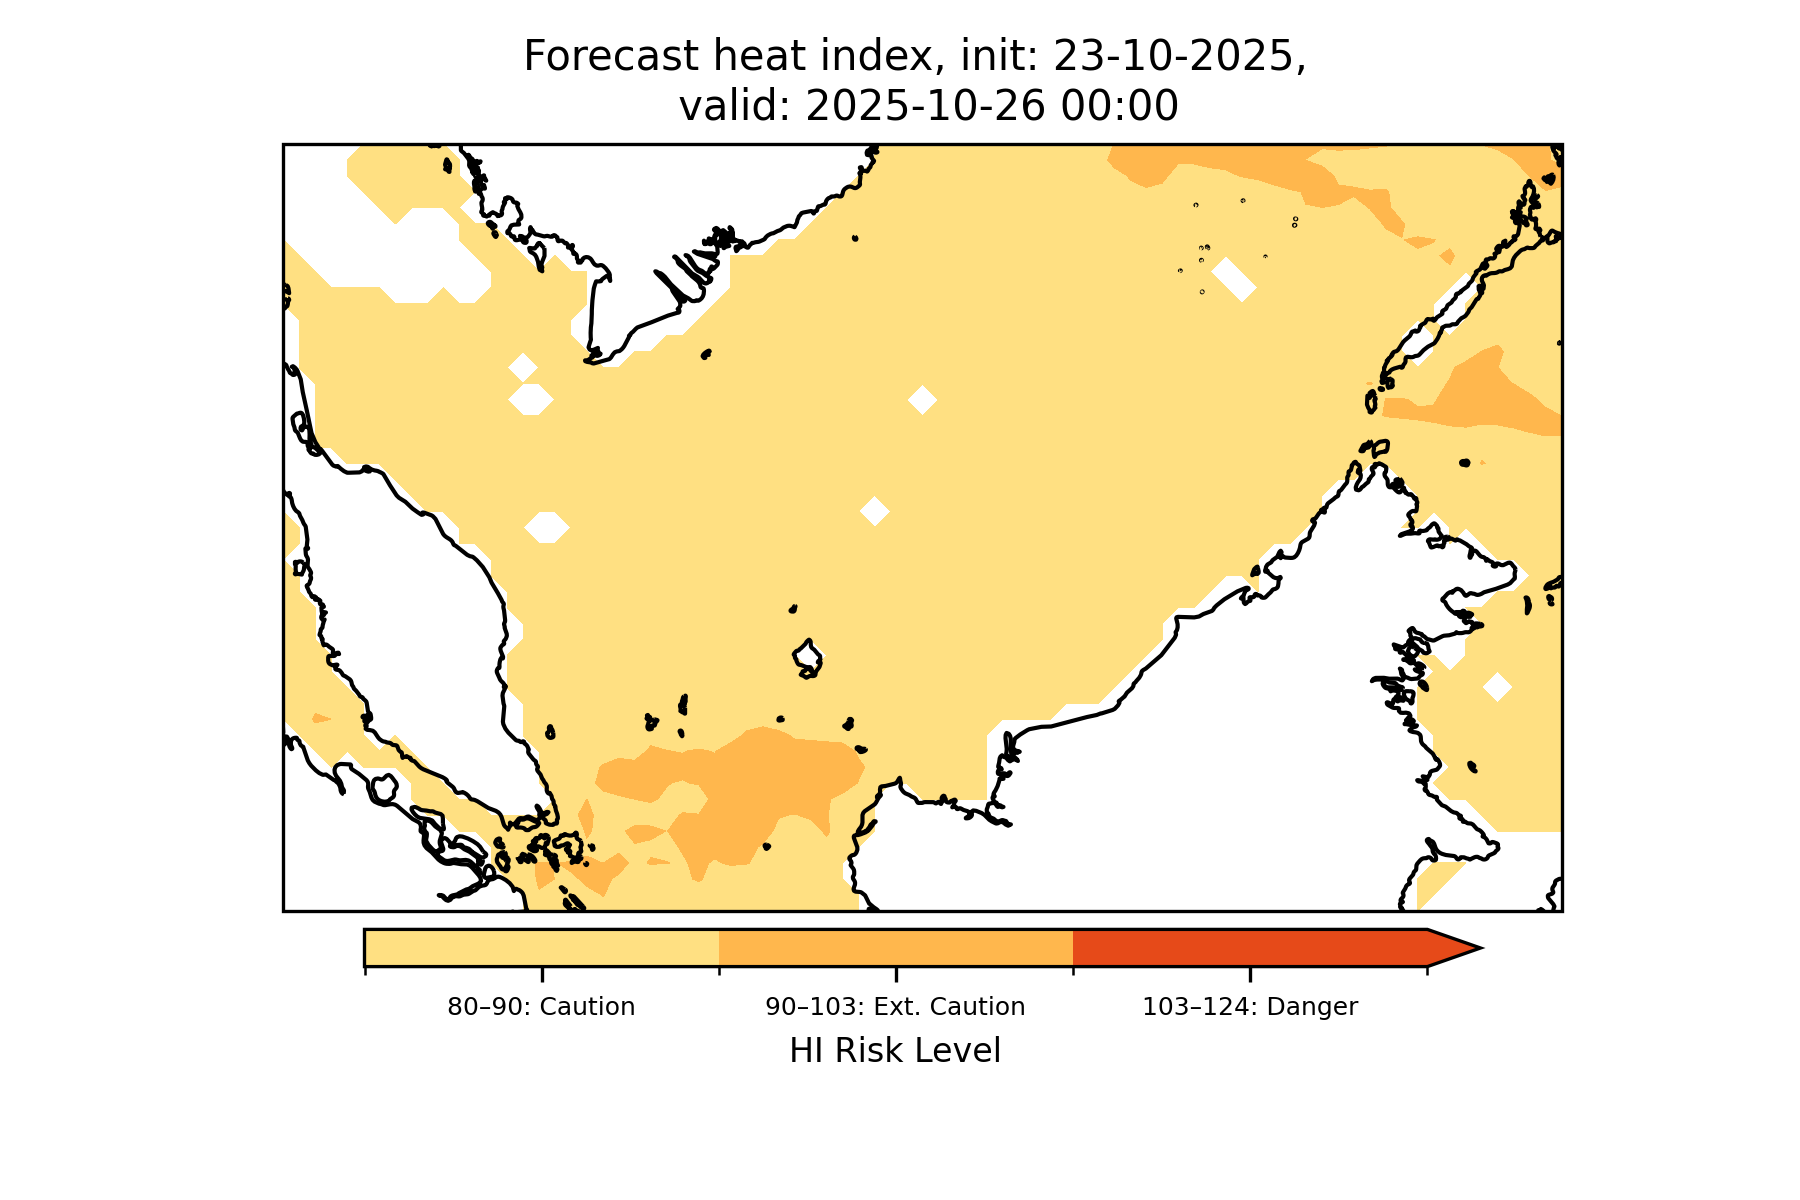 Forecast heat index, init: 23-10-2025,
valid: 2025-10-26 00:00
80–90: Caution
90–103: Ext. Caution
103–124: Danger
HI Risk Level